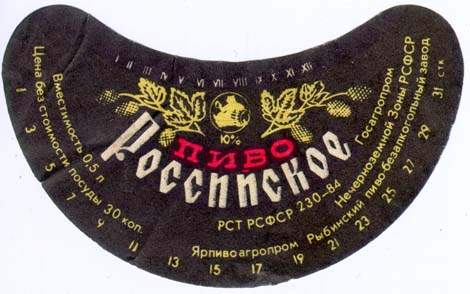 I II III IV V VI VII VIII IX X XI XII
10%
ПИВО
Российское
РСТ РСФСР 230-84
Вместимость 0,5 л
Цена без стоимости посуды 30 коп.
Госагропром
Нечерноземной Зоны РСФСР
Ярпивоагропром Рыбинский пиво-безалкогольный завод
1 3 5 7 9 11 13 15 17 19 21 23 25 27 29 31